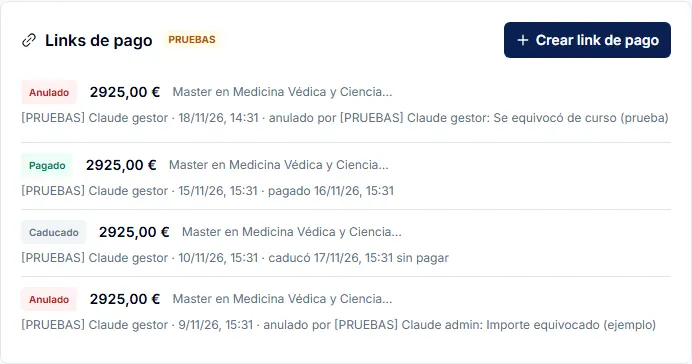 Links de pago PRUEBAS
+ Crear link de pago
Anulado 2925,00 € Master en Medicina Védica y Ciencia...
[PRUEBAS] Claude gestor · 18/11/26, 14:31 · anulado por [PRUEBAS] Claude gestor: Se equivocó de curso (prueba)
Pagado 2925,00 € Master en Medicina Védica y Ciencia...
[PRUEBAS] Claude gestor · 15/11/26, 15:31 · pagado 16/11/26, 15:31
Caducado 2925,00 € Master en Medicina Védica y Ciencia...
[PRUEBAS] Claude gestor · 10/11/26, 15:31 · caducó 17/11/26, 15:31 sin pagar
Anulado 2925,00 € Master en Medicina Védica y Ciencia...
[PRUEBAS] Claude gestor · 9/11/26, 15:31 · anulado por [PRUEBAS] Claude admin: Importe equivocado (ejemplo)